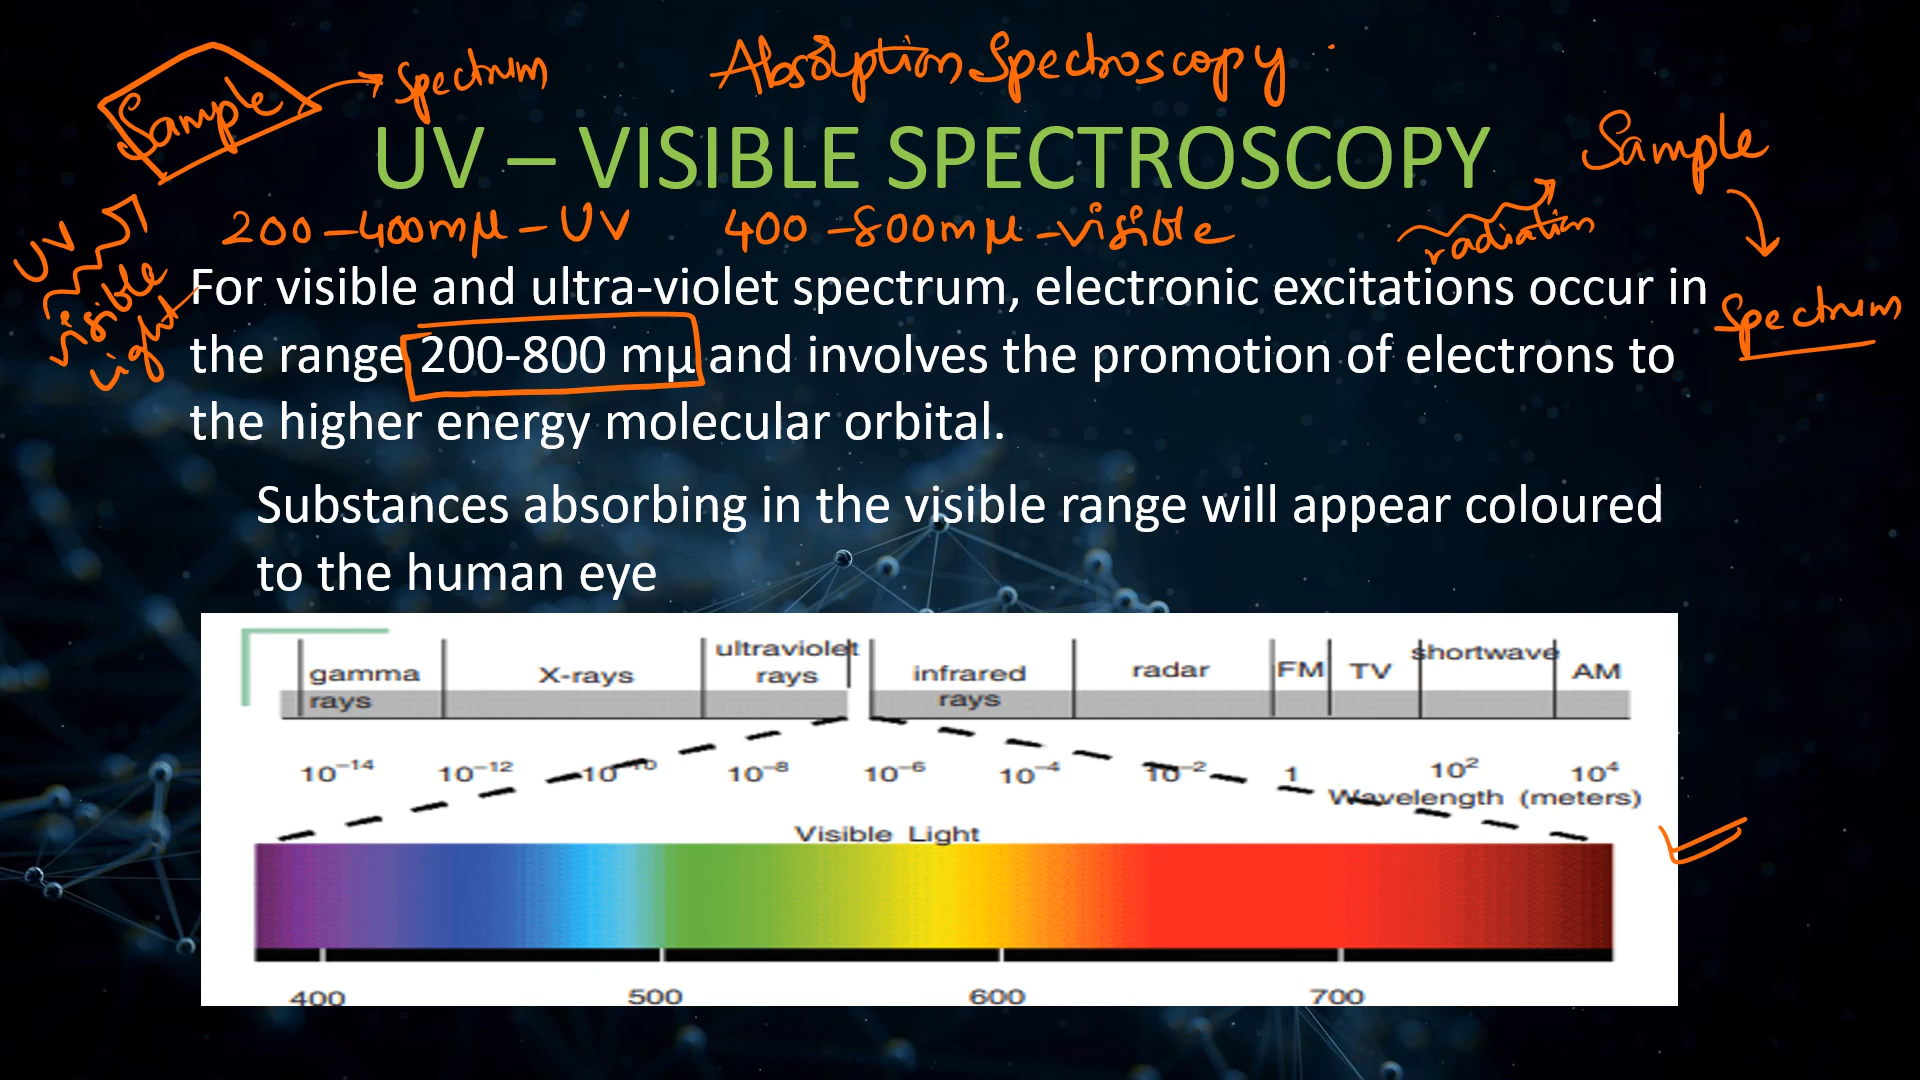 Absorption Spectroscopy
Sample → Spectrum
UV – VISIBLE SPECTROSCOPY
Sample
radiation
Spectrum
UV
visible
light
200–400mμ – UV 400–800mμ – visible
For visible and ultra-violet spectrum, electronic excitations occur in
the range 200-800 mμ and involves the promotion of electrons to
the higher energy molecular orbital.
Substances absorbing in the visible range will appear coloured
to the human eye
gamma rays
X-rays
ultraviolet rays
infrared rays
radar
FM
TV
shortwave
AM
10⁻¹⁴ 10⁻¹² 10⁻¹⁰ 10⁻⁸ 10⁻⁶ 10⁻⁴ 10⁻² 1 10² 10⁴
Wavelength (meters)
Visible Light
400 500 600 700